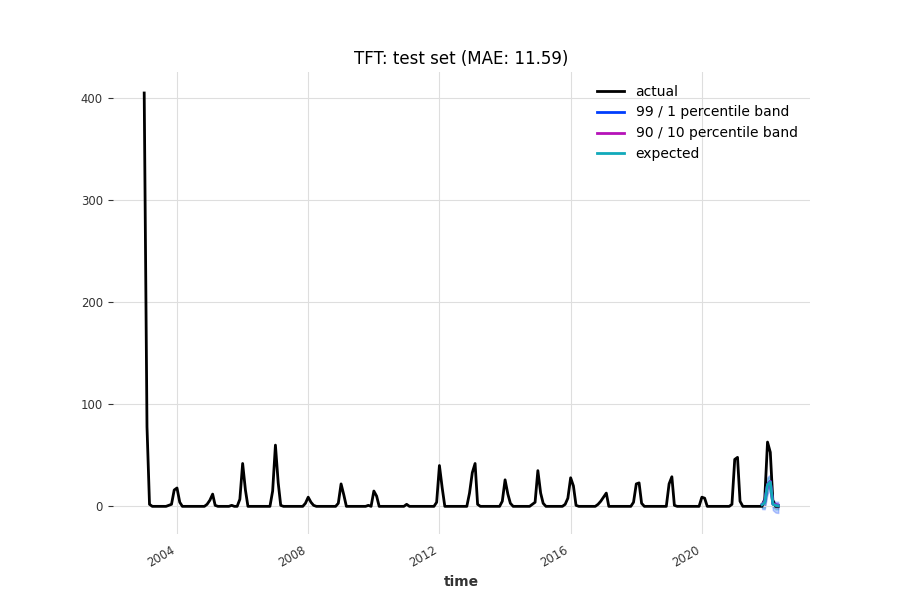 TFT: test set (MAE: 11.59)
actual
99 / 1 percentile band
90 / 10 percentile band
expected
400
300
200
100
0
2004
2008
2012
2016
2020
time